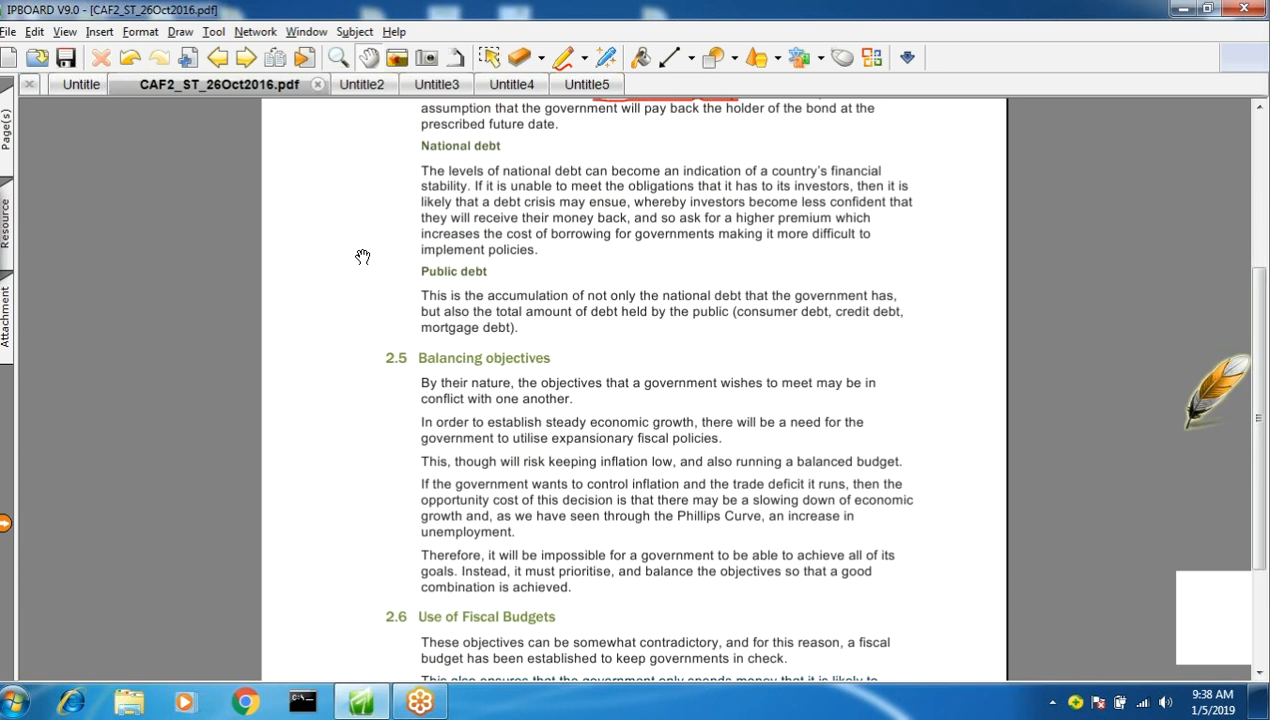 IPBOARD V9.0 - [CAF2_ST_26Oct2016.pdf]
File Edit View Insert Format Draw Tool Network Window Subject Help
Untitle CAF2_ST_26Oct2016.pdf Untitle2 Untitle3 Untitle4 Untitle5
Page(s)
Resource
Attachment
assumption that the government will pay back the holder of the bond at the
prescribed future date.
National debt
The levels of national debt can become an indication of a country's financial
stability. If it is unable to meet the obligations that it has to its investors, then it is
likely that a debt crisis may ensue, whereby investors become less confident that
they will receive their money back, and so ask for a higher premium which
increases the cost of borrowing for governments making it more difficult to
implement policies.
Public debt
This is the accumulation of not only the national debt that the government has,
but also the total amount of debt held by the public (consumer debt, credit debt,
mortgage debt).
2.5 Balancing objectives
By their nature, the objectives that a government wishes to meet may be in
conflict with one another.
In order to establish steady economic growth, there will be a need for the
government to utilise expansionary fiscal policies.
This, though will risk keeping inflation low, and also running a balanced budget.
If the government wants to control inflation and the trade deficit it runs, then the
opportunity cost of this decision is that there may be a slowing down of economic
growth and, as we have seen through the Phillips Curve, an increase in
unemployment.
Therefore, it will be impossible for a government to be able to achieve all of its
goals. Instead, it must prioritise, and balance the objectives so that a good
combination is achieved.
2.6 Use of Fiscal Budgets
These objectives can be somewhat contradictory, and for this reason, a fiscal
budget has been established to keep governments in check.
This also ensures that the government only spends money that it is likely to
9:38 AM
1/5/2019